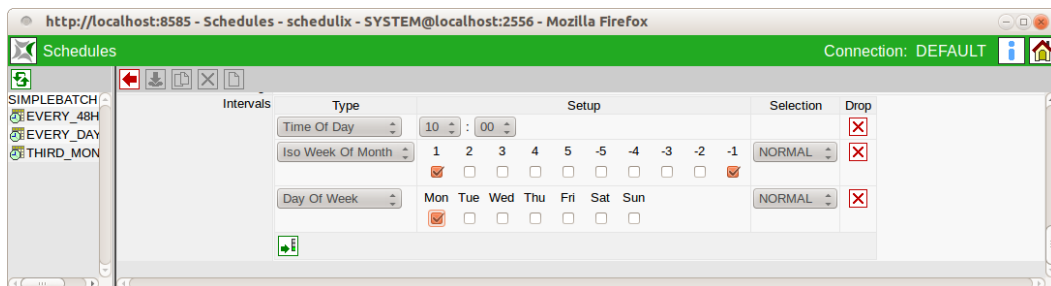 http://localhost:8585 - Schedules - schedulix - SYSTEM@localhost:2556 - Mozilla Firefox
Schedules Connection: DEFAULT
SIMPLEBATCH
EVERY_48H
EVERY_DAY
THIRD_MON
Intervals Type Setup Selection Drop
Time Of Day 10 : 00
Iso Week Of Month 1 2 3 4 5 -5 -4 -3 -2 -1 NORMAL
Day Of Week Mon Tue Wed Thu Fri Sat Sun NORMAL